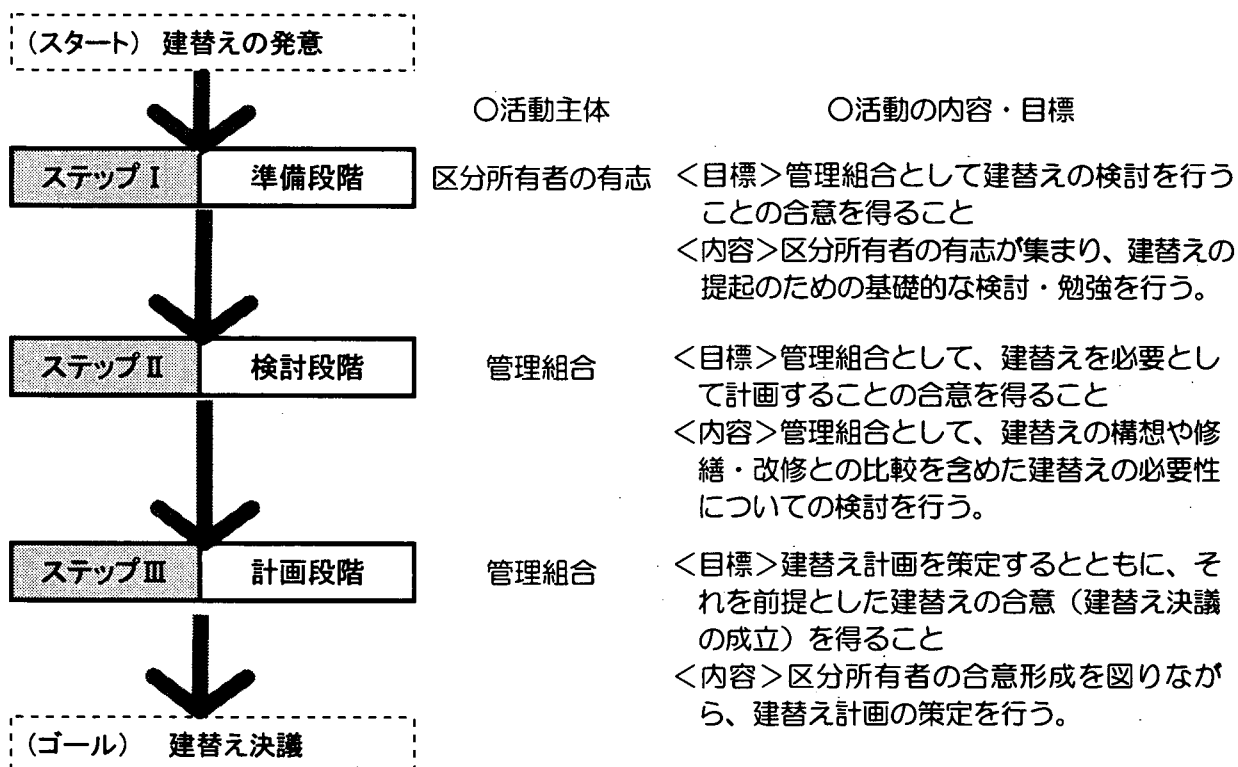 (スタート) 建替えの発意
○活動主体
○活動の内容・目標
ステップⅠ 準備段階
区分所有者の有志
<目標>管理組合として建替えの検討を行う
ことの合意を得ること
<内容>区分所有者の有志が集まり、建替えの
提起のための基礎的な検討・勉強を行う。
ステップⅡ 検討段階
管理組合
<目標>管理組合として、建替えを必要とし
て計画することの合意を得ること
<内容>管理組合として、建替えの構想や修
繕・改修との比較を含めた建替えの必要性
についての検討を行う。
ステップⅢ 計画段階
管理組合
<目標>建替え計画を策定するとともに、そ
れを前提とした建替えの合意（建替え決議
の成立）を得ること
<内容>区分所有者の合意形成を図りなが
ら、建替え計画の策定を行う。
(ゴール) 建替え決議